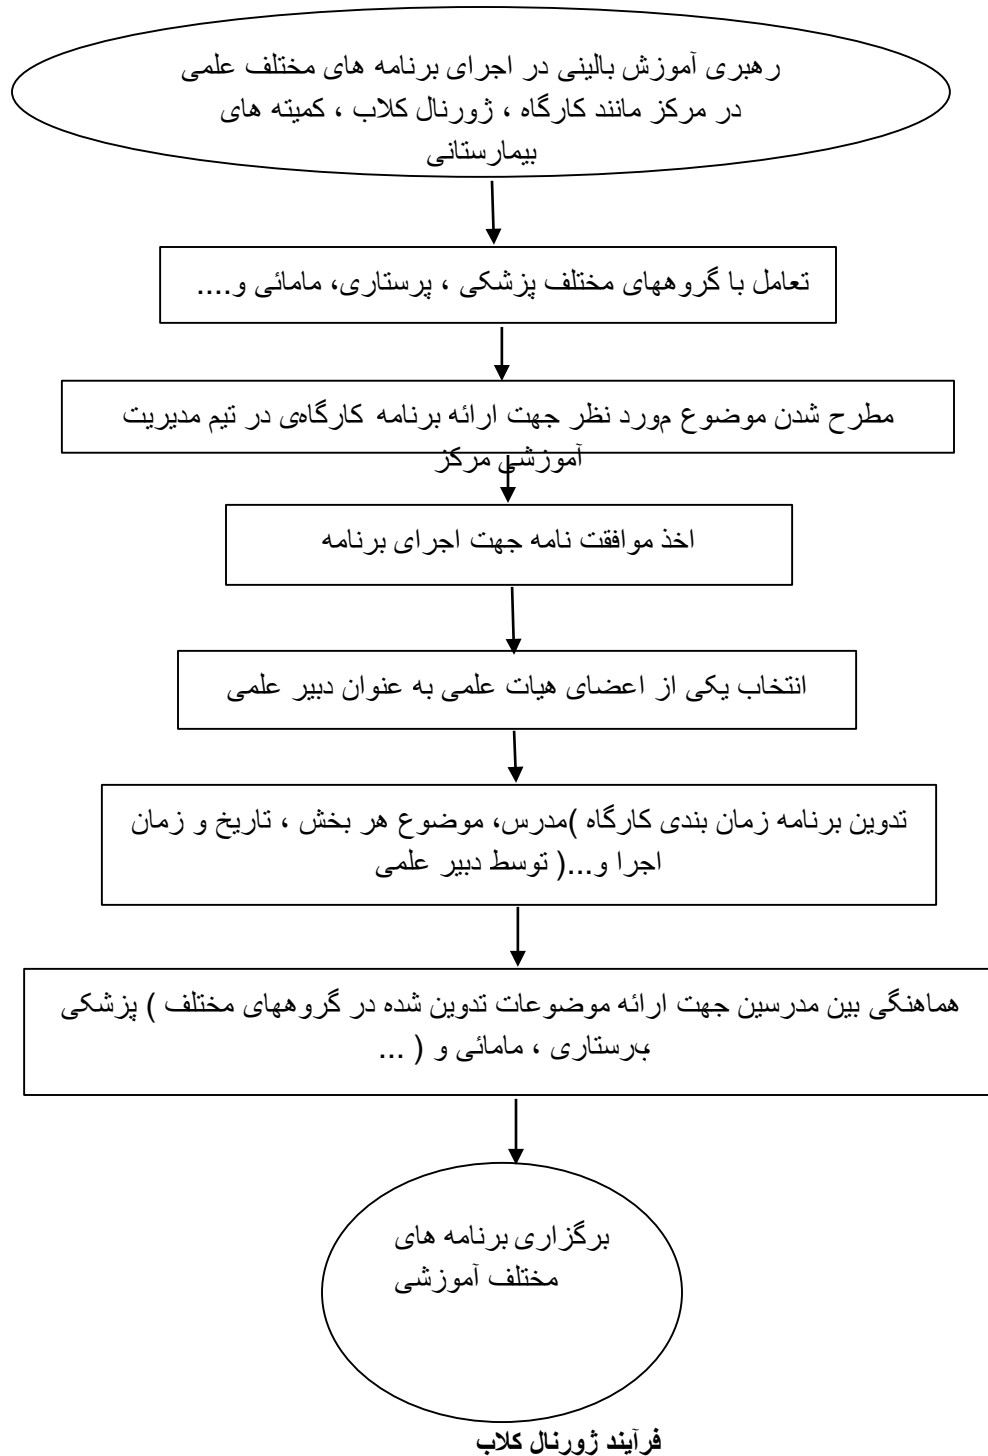 رهبری آموزش بالینی در اجرای برنامه های مختلف علمی
در مرکز مانند کارگاه ، ژورنال کلاب ، کمیته های
بیمارستانی
تعامل با گروههای مختلف پزشکی ، پرستاری، مامائی و....
مطرح شدن موضوع مورد نظر جهت ارائه برنامه کارگاهی در تیم مدیریت
آموزشی مرکز
اخذ موافقت نامه جهت اجرای برنامه
انتخاب یکی از اعضای هیات علمی به عنوان دبیر علمی
تدوین برنامه زمان بندی کارگاه )مدرس، موضوع هر بخش ، تاریخ و زمان
اجرا و...( توسط دبیر علمی
هماهنگی بین مدرسین جهت ارائه موضوعات تدوین شده در گروههای مختلف ) پزشکی
،پرستاری ، مامائی و ( ...
برگزاری برنامه های
مختلف آموزشی
فرآیند ژورنال کلاب